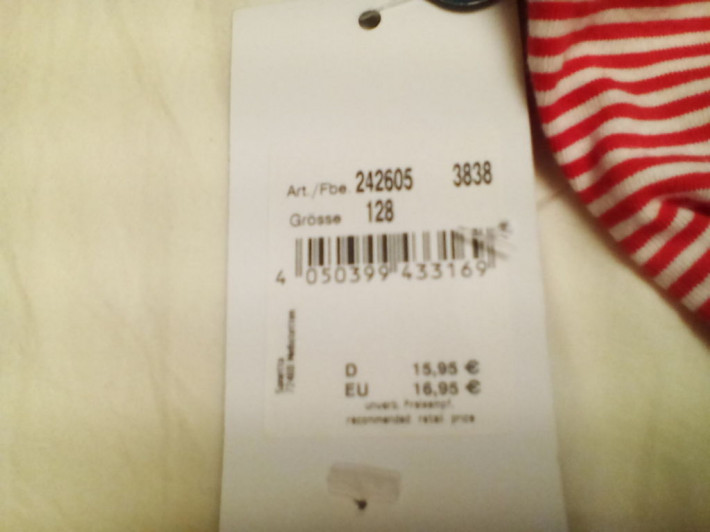 Art./Fbe. 242605 3838
Grösse 128
4 050399 433169
D 15,95 €
EU 16,95 €
unverb. Preisempf.
recommended retail price
Sanetta